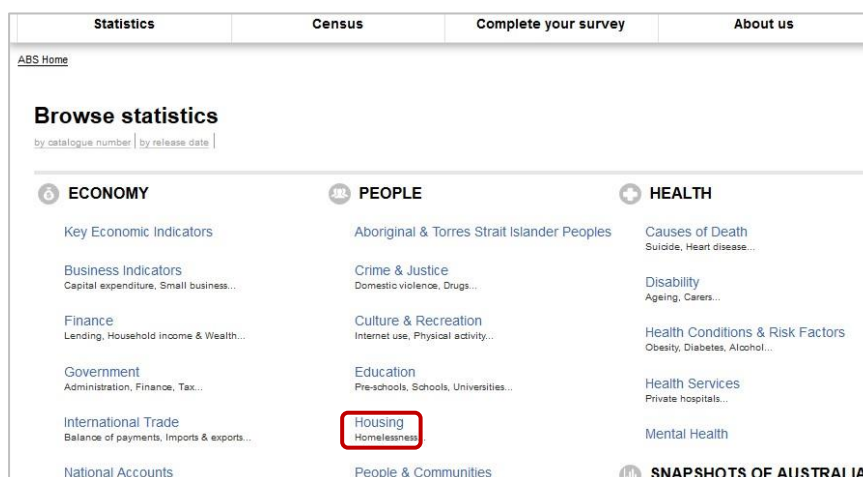 Statistics
Census
Complete your survey
About us
ABS Home
Browse statistics
by catalogue number by release date
ECONOMY
Key Economic Indicators
Business Indicators
Capital expenditure, Small business...
Finance
Lending, Household income & Wealth...
Government
Administration, Finance, Tax...
International Trade
Balance of payments, Imports & exports...
National Accounts
PEOPLE
Aboriginal & Torres Strait Islander Peoples
Crime & Justice
Domestic violence, Drugs...
Culture & Recreation
Internet use, Physical activity...
Education
Pre-schools, Schools, Universities...
Housing
Homelessness...
People & Communities
HEALTH
Causes of Death
Suicide, Heart disease...
Disability
Ageing, Carers...
Health Conditions & Risk Factors
Obesity, Diabetes, Alcohol...
Health Services
Private hospitals...
Mental Health
SNAPSHOTS OF AUSTRALIA